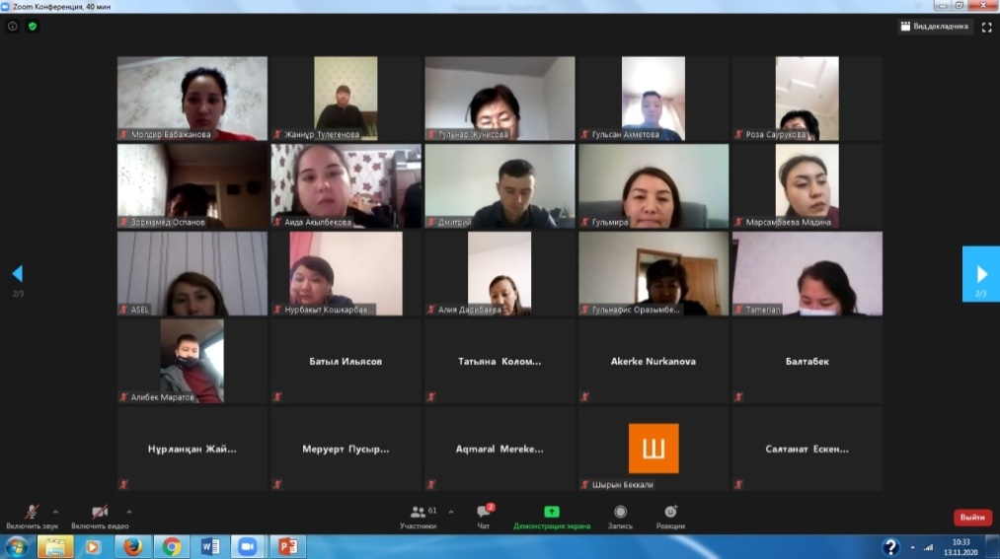 Zoom Конференция, 40 мин
Вид докладчика
Молдир Бабажанова
Жаннұр Тулегенова
Гульнар Жунисова
Гульсан Ахметова
Роза Саурукова
Зормамед Оспанов
Аида Акылбекова
Дмитрий
Гульмира
Марсамбаева Мадина
ASEL
Нурбакыт Кошкарбае...
Алия Дарибаева
Гульнафис Оразымбе...
Tamerlan
2/3
2/3
Алибек Маратов
Батыл Ильясов
Татьяна Колом...
Akerke Nurkanova
Балтабек
Нұрланқан Жай...
Меруерт Пусыр...
Aqmaral Mereke...
Ш
Шырын Беккали
Салтанат Ескен...
Включить звук
Включить видео
61
Участники
2
Чат
Демонстрация экрана
Запись
Реакции
Выйти
10:33
13.11.2020